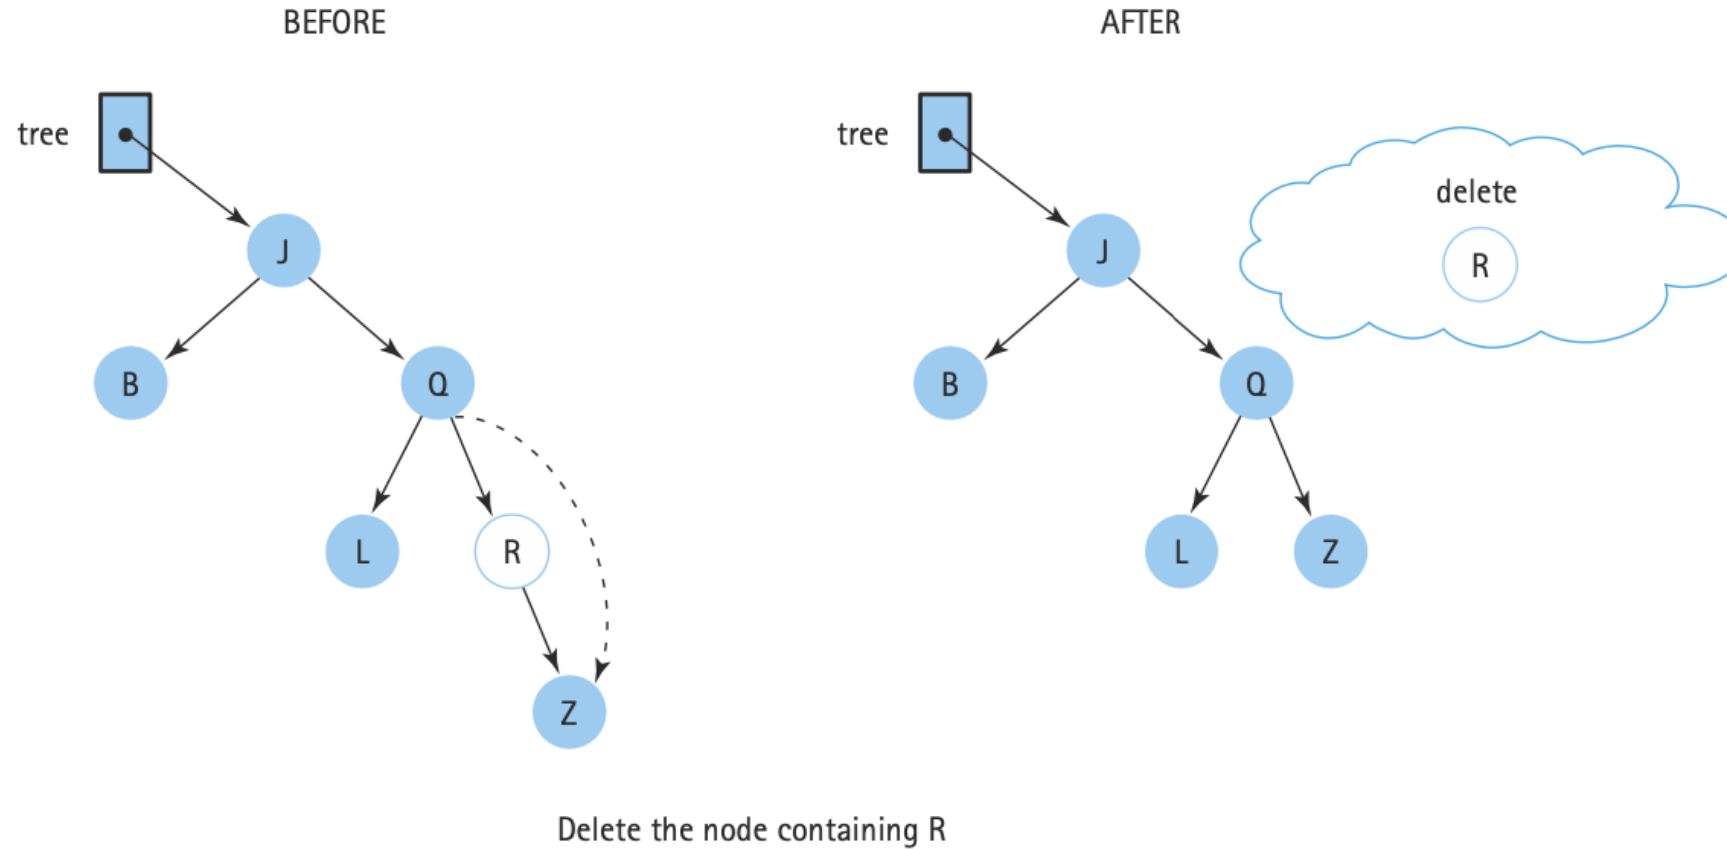 BEFORE
tree
J
B
Q
L
R
Z
AFTER
tree
delete
R
J
B
Q
L
Z
Delete the node containing R